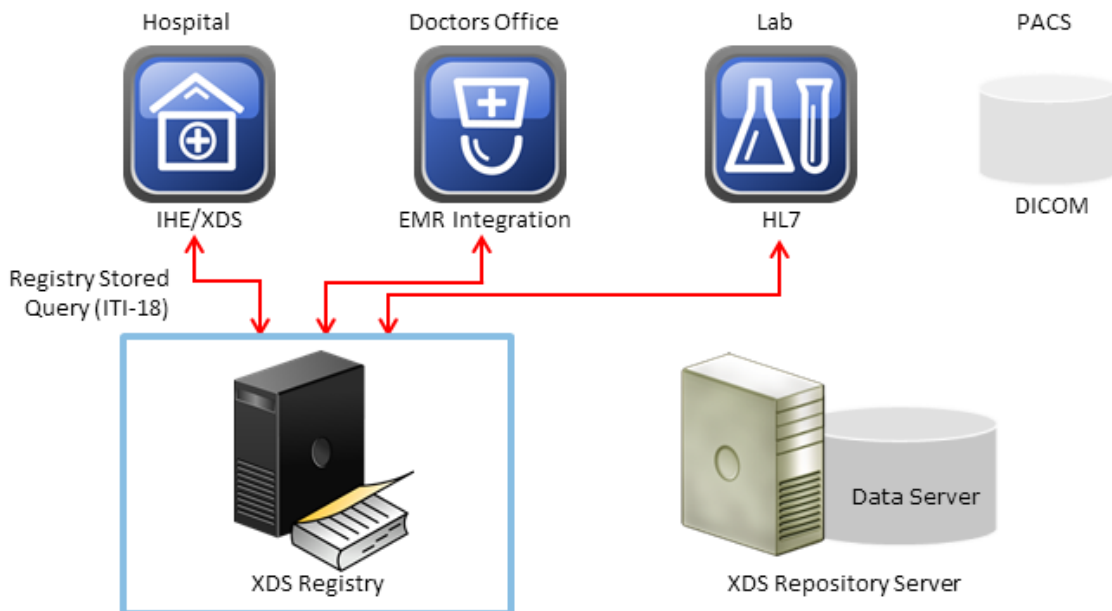 Hospital
Doctors Office
Lab
PACS
IHE/XDS
EMR Integration
HL7
DICOM
Registry Stored
Query (ITI-18)
Data Server
XDS Registry
XDS Repository Server